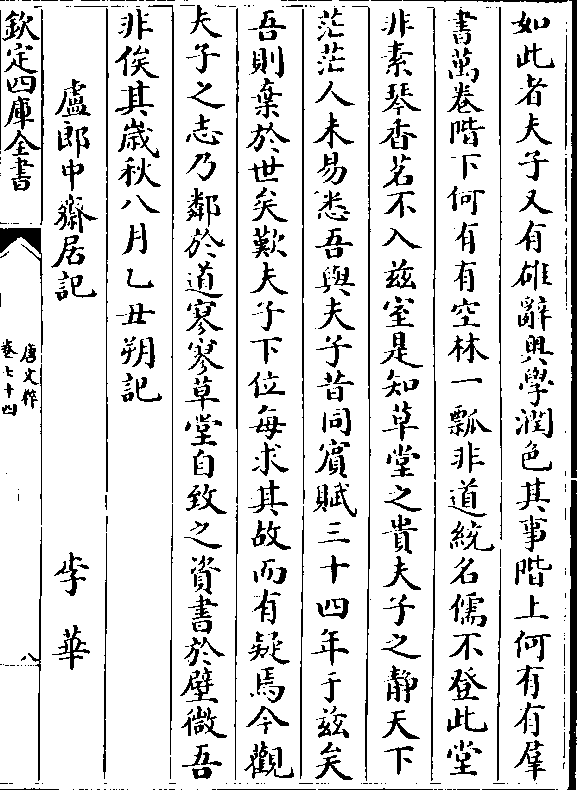 如此者夫子又有雄辭與學潤色其事階上何有有羣
書萬卷階下何有有空林一瓢非道統名儒不登此堂
非素琴香茗不入兹室是知草堂之貴夫子之靜天下
茫茫人未易悉吾與夫子昔同賓賦三十四年于兹矣
吾則棄於世矣歎夫子下位每求其故而有疑焉今觀
夫子之志乃鄰於道寥寥草堂自致之資書於壁㣲吾
非俟其歲秋八月乙丑朔記
盧郎中齋居記 李華
欽定四庫全書
唐文粹
卷七十四
八